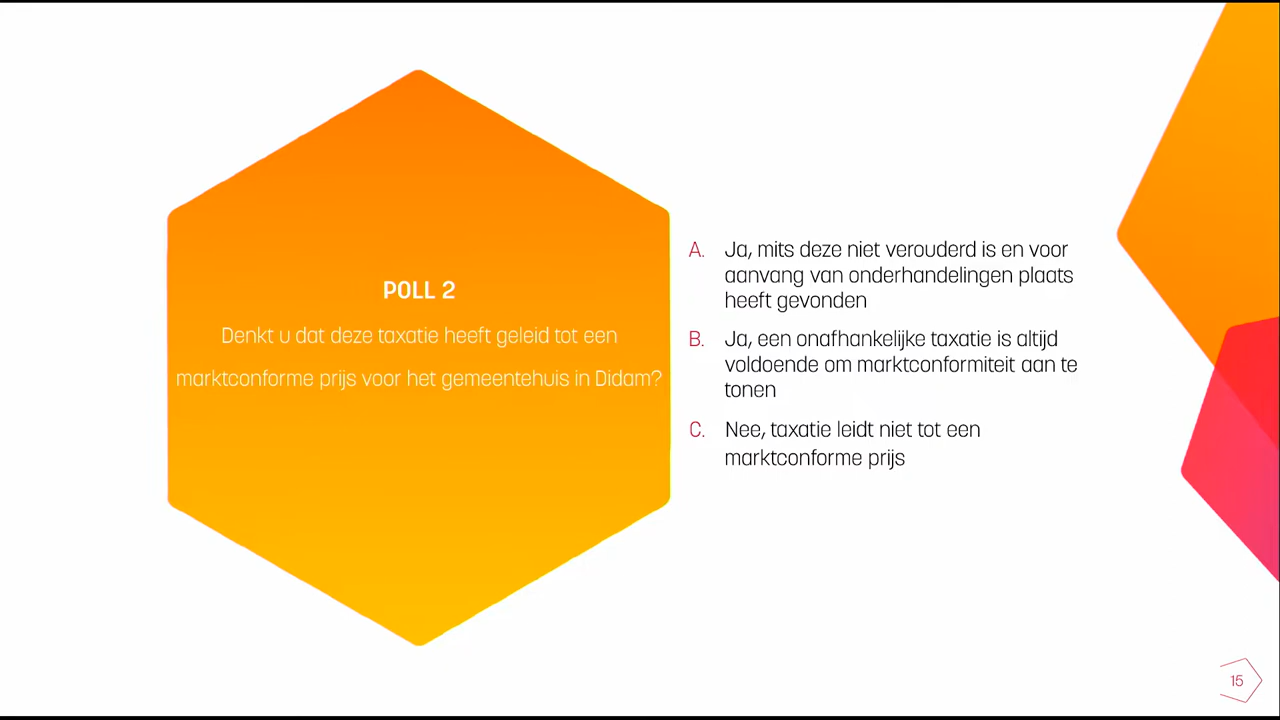 POLL 2
Denkt u dat deze taxatie heeft geleid tot een
marktconforme prijs voor het gemeentehuis in Didam?
A. Ja, mits deze niet verouderd is en voor
aanvang van onderhandelingen plaats
heeft gevonden
B. Ja, een onafhankelijke taxatie is altijd
voldoende om marktconformiteit aan te
tonen
C. Nee, taxatie leidt niet tot een
marktconforme prijs
15